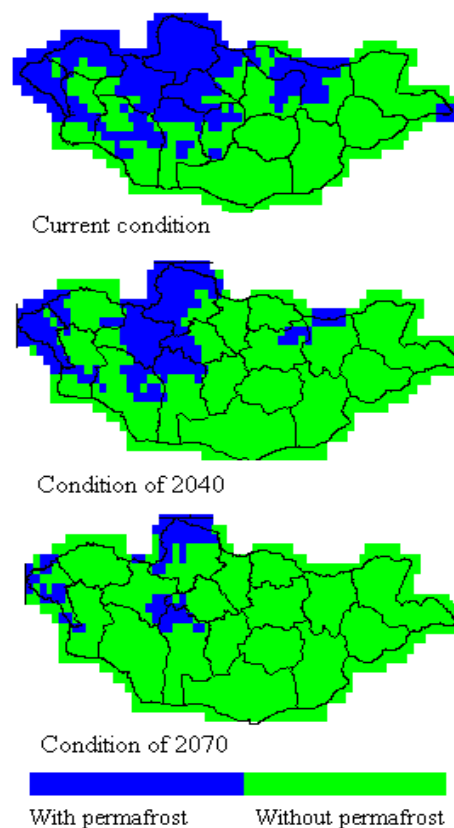 Current condition
Condition of 2040
Condition of 2070
With permafrost Without permafrost